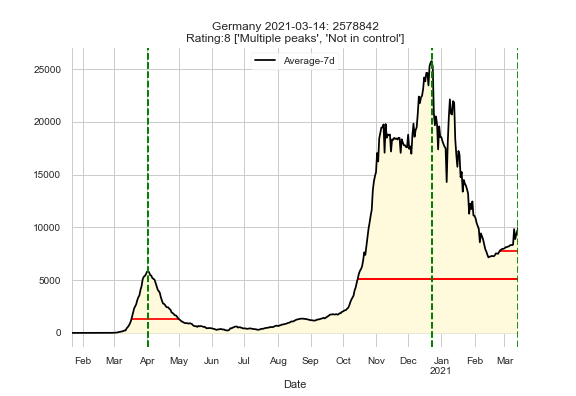 Germany 2021-03-14: 2578842
Rating:8 ['Multiple peaks', 'Not in control']
Average-7d
25000
20000
15000
10000
5000
0
Feb Mar Apr May Jun Jul Aug Sep Oct Nov Dec Jan Feb Mar
2021
Date